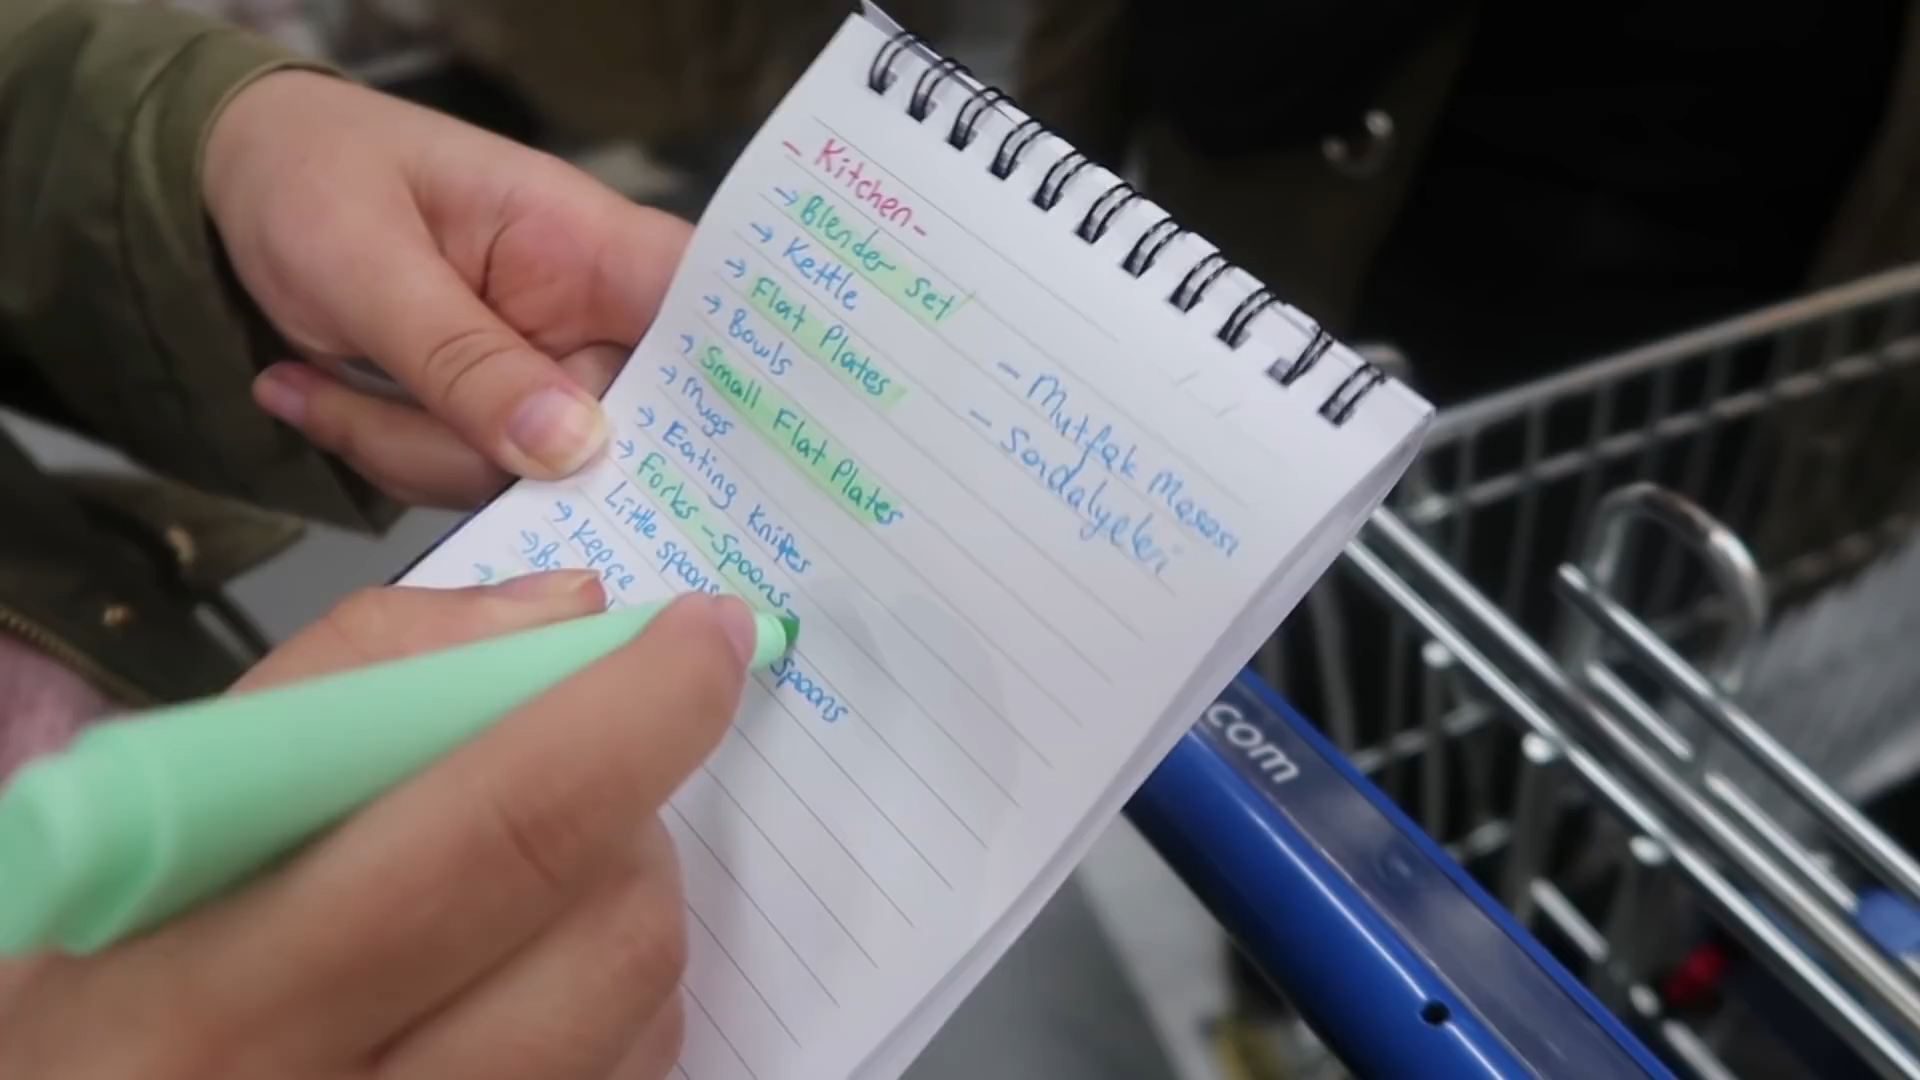 - Kitchen -
→ Blender Set
→ Kettle
→ Flat Plates
→ Bowls
→ Small Flat Plates
→ Mugs
→ Eating Knifes
→ Forks - Spoons -
Little spoons
→ Kepçe
spoons
- Mutfak Masası
- Sandalyeleri
.com